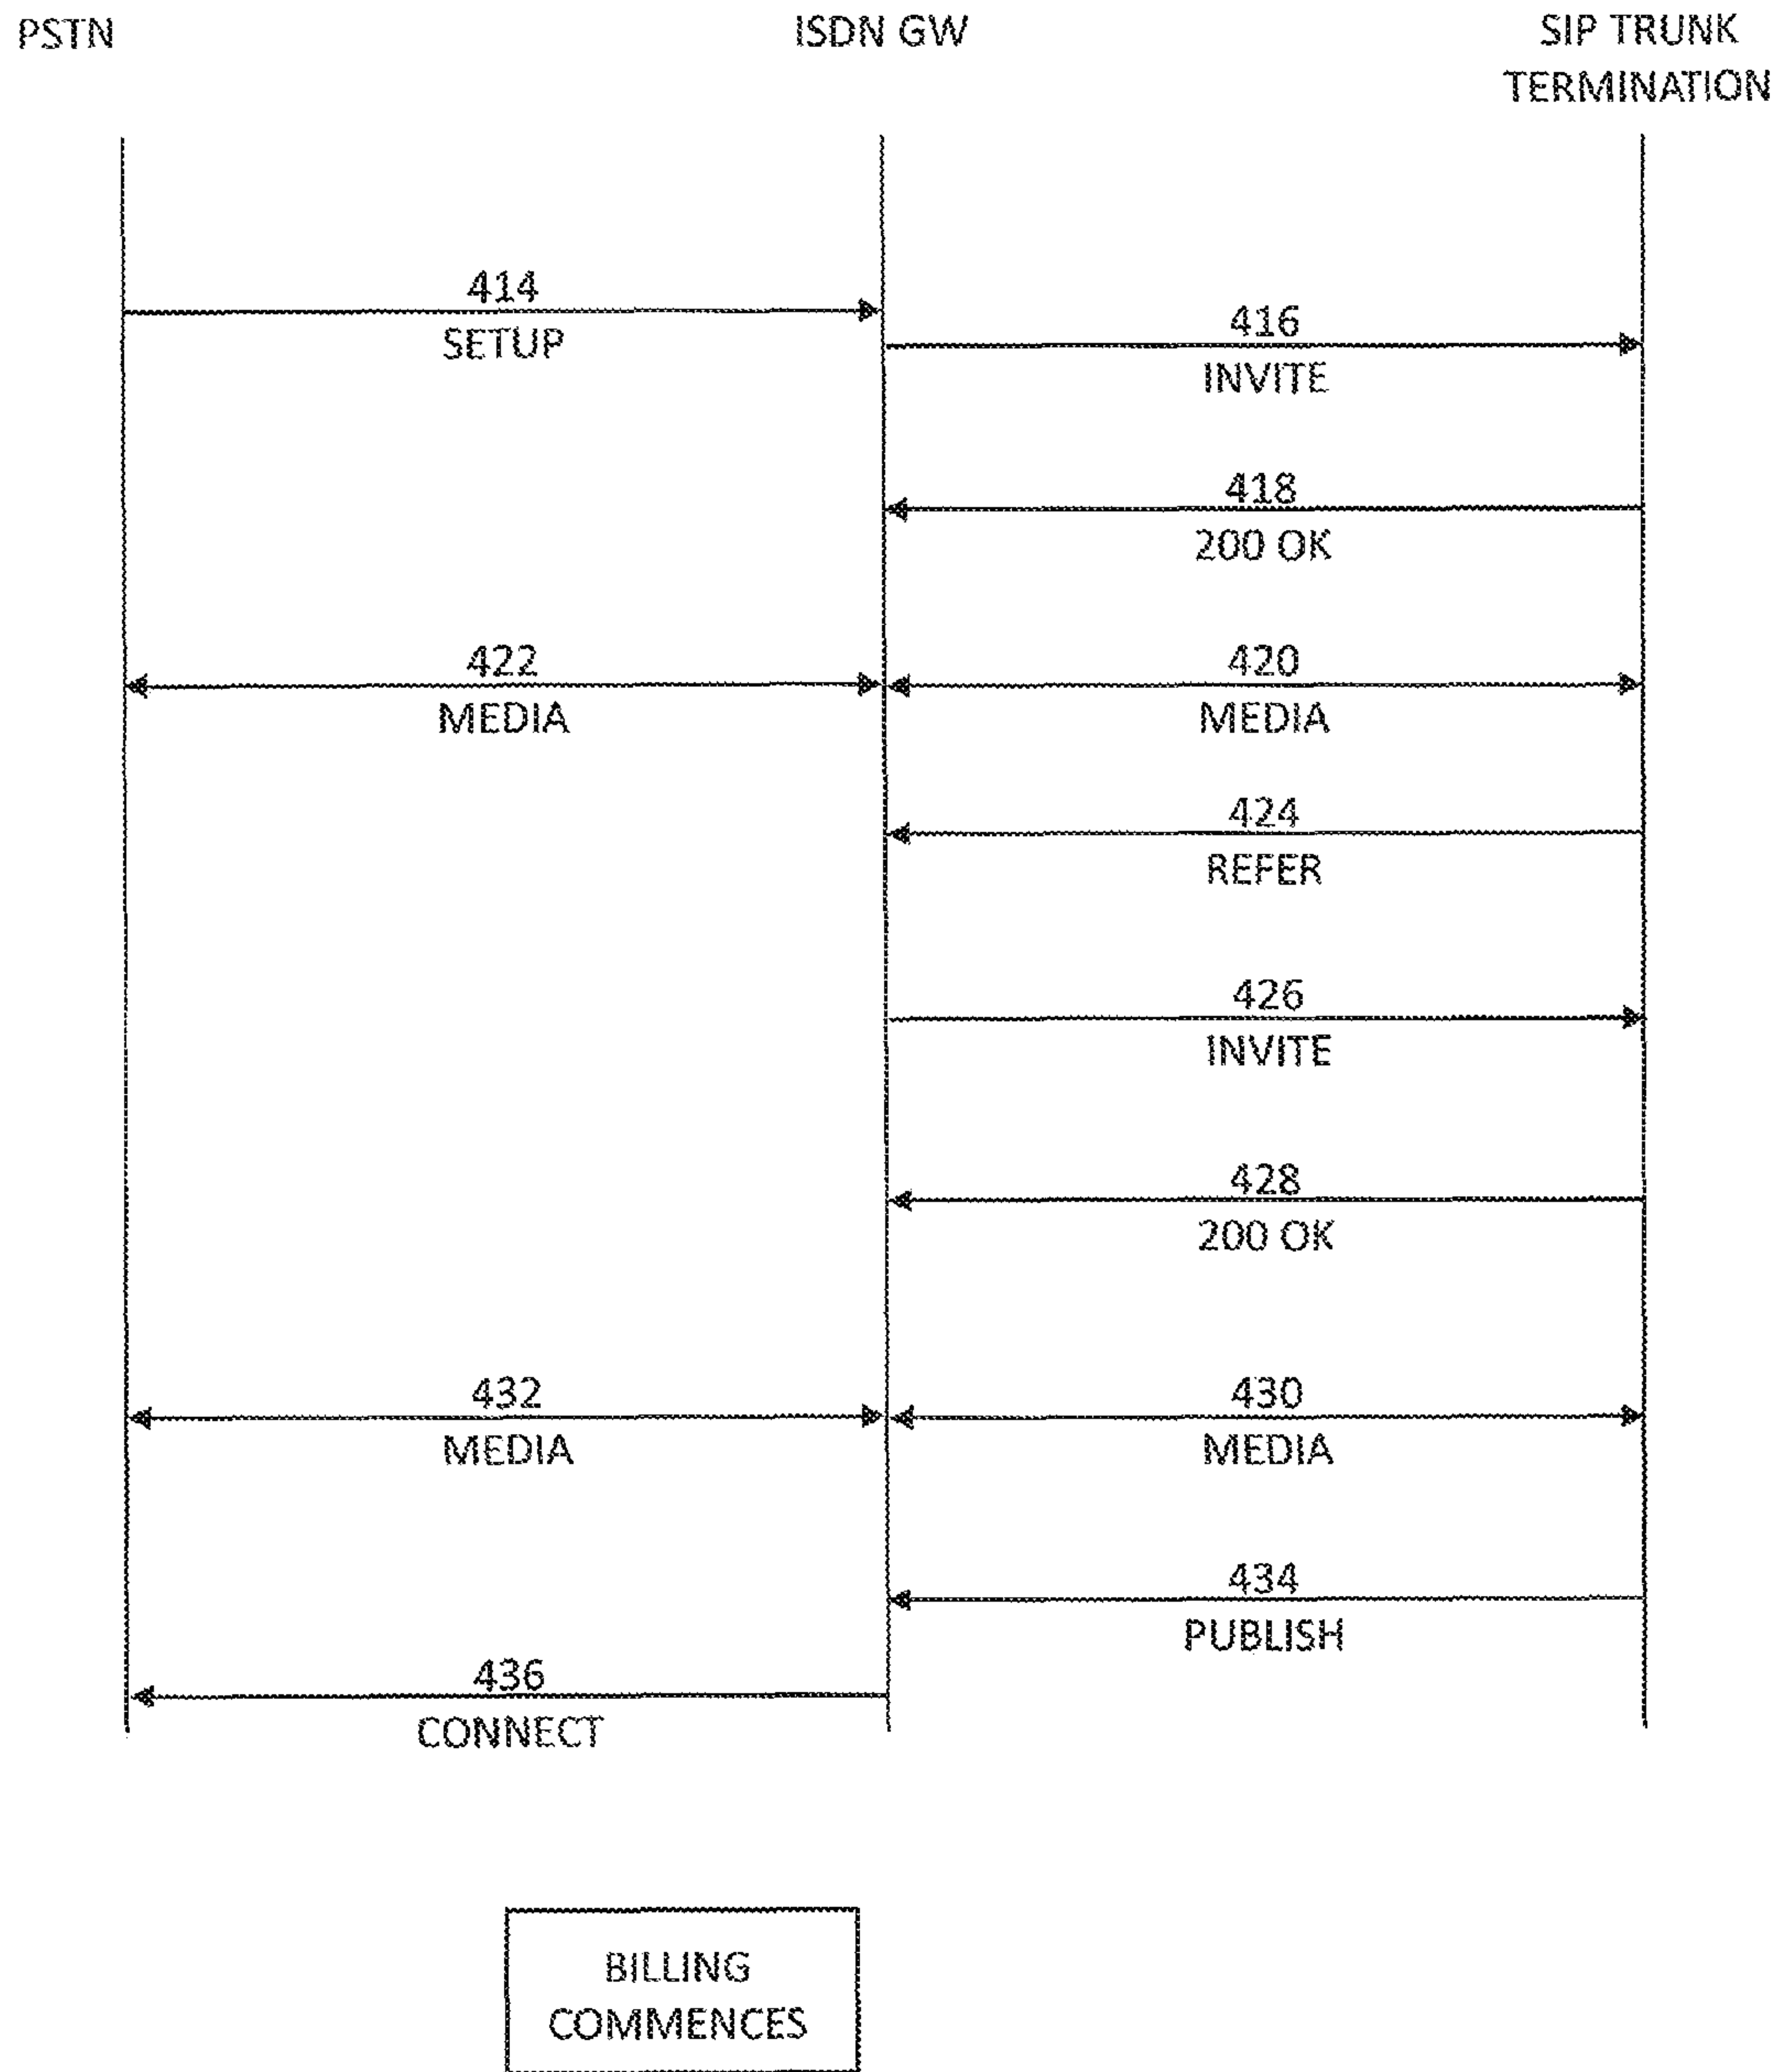 PSTN
ISDN GW
SIP TRUNK
TERMINATION
414
SETUP
416
INVITE
418
200 OK
422
MEDIA
420
MEDIA
424
REFER
426
INVITE
428
200 OK
432
MEDIA
430
MEDIA
434
PUBLISH
436
CONNECT
BILLING
COMMENCES